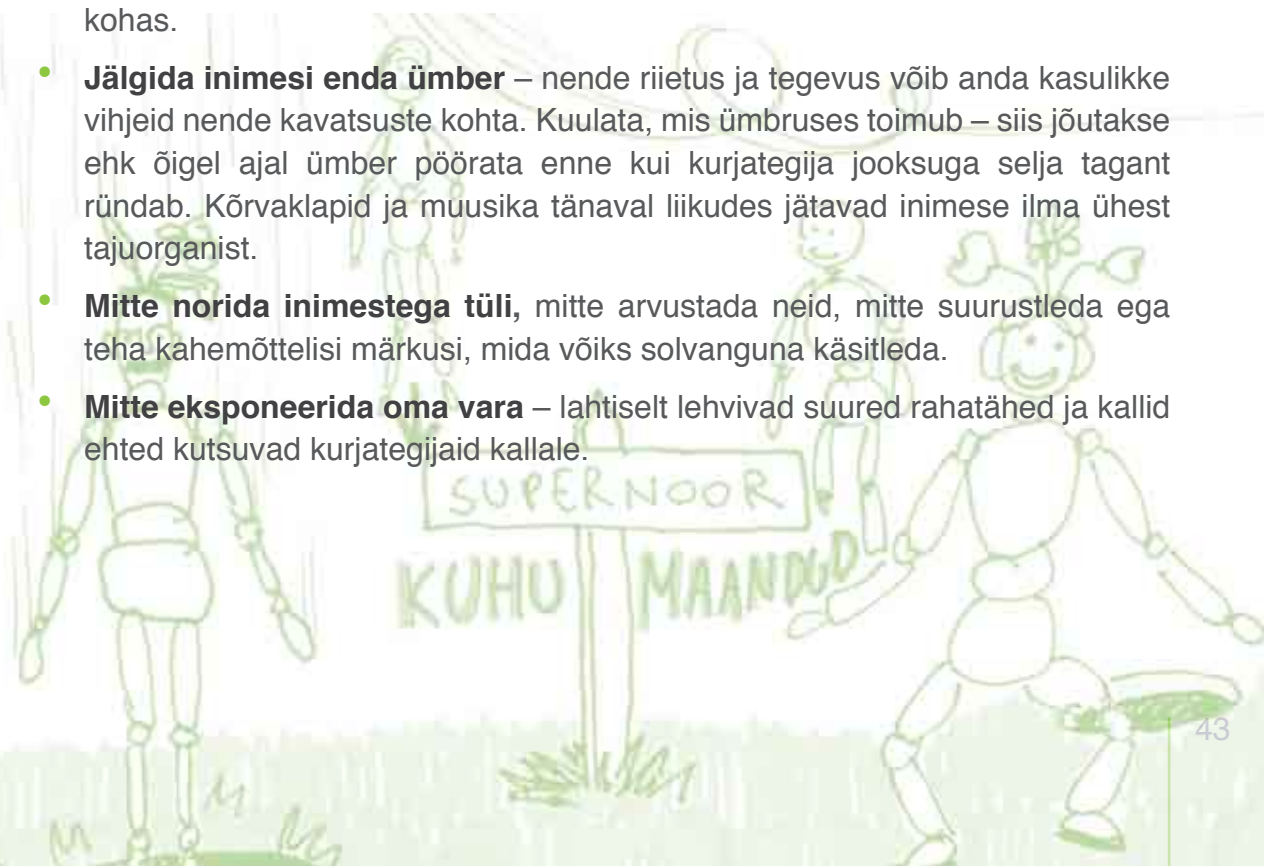 kohas.
• Jälgida inimesi enda ümber – nende riietus ja tegevus võib anda kasulikke
vihjeid nende kavatsuste kohta. Kuulata, mis ümbruses toimub – siis jõutakse
ehk õigel ajal ümber pöörata enne kui kurjategija jooksuga selja tagant
ründab. Kõrvaklapid ja muusika tänaval liikudes jätavad inimese ilma ühest
tajuorganist.
• Mitte norida inimestega tüli, mitte arvustada neid, mitte suurustleda ega
teha kahemõttelisi märkusi, mida võiks solvanguna käsitleda.
• Mitte eksponeerida oma vara – lahtiselt lehvivad suured rahatähed ja kallid
ehted kutsuvad kurjategijaid kallale.
SUPERNOOR
KUHU MAANDUD
43